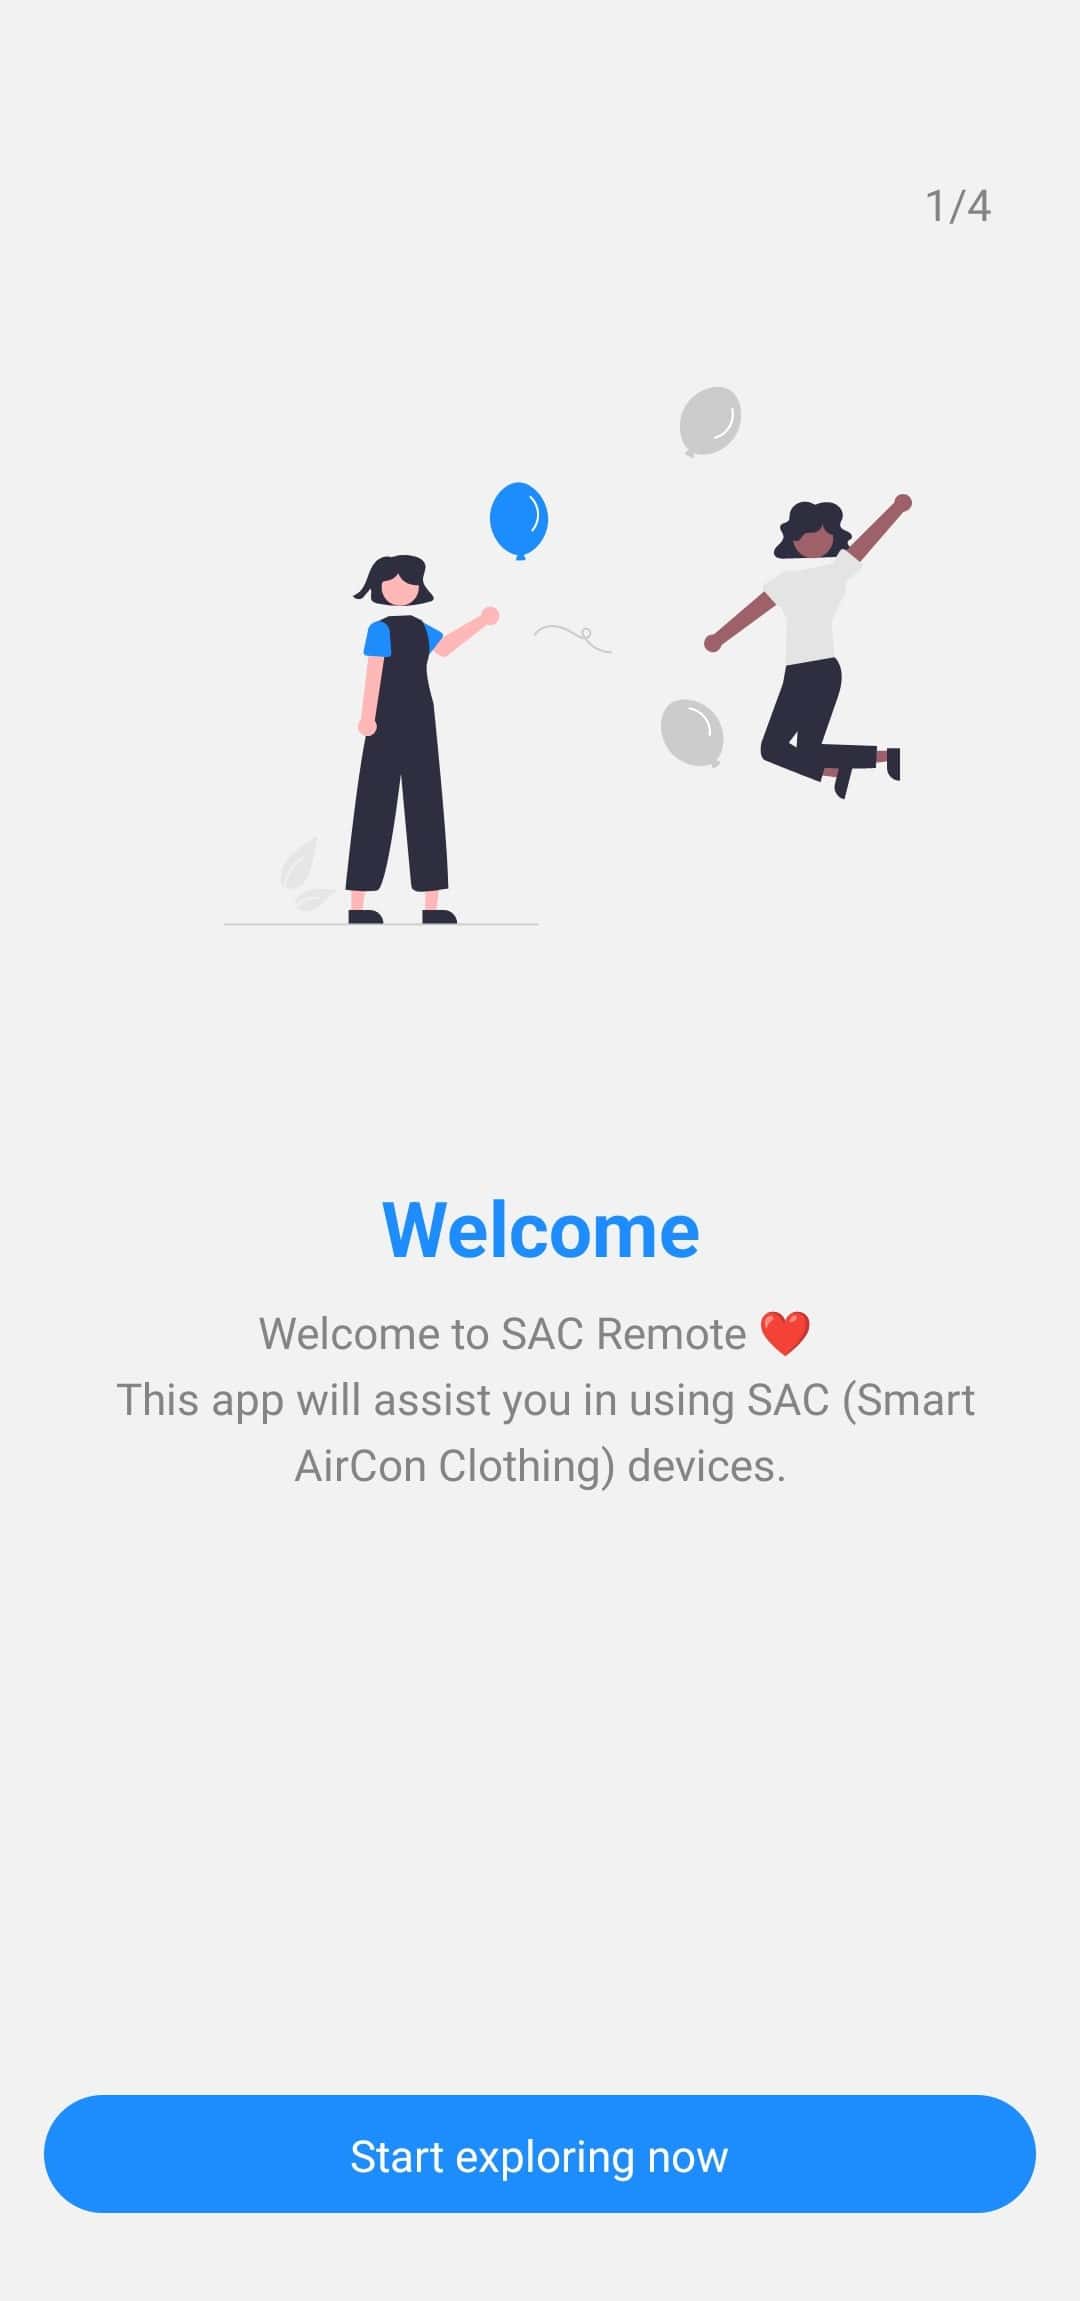 1/4
Welcome
Welcome to SAC Remote ❤️
This app will assist you in using SAC (Smart
AirCon Clothing) devices.
Start exploring now